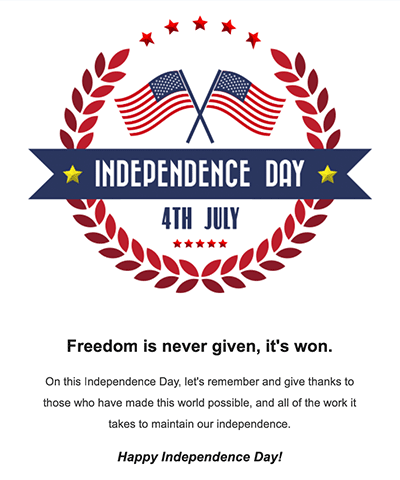 INDEPENDENCE DAY
4TH JULY
Freedom is never given, it's won.
On this Independence Day, let's remember and give thanks to
those who have made this world possible, and all of the work it
takes to maintain our independence.
Happy Independence Day!